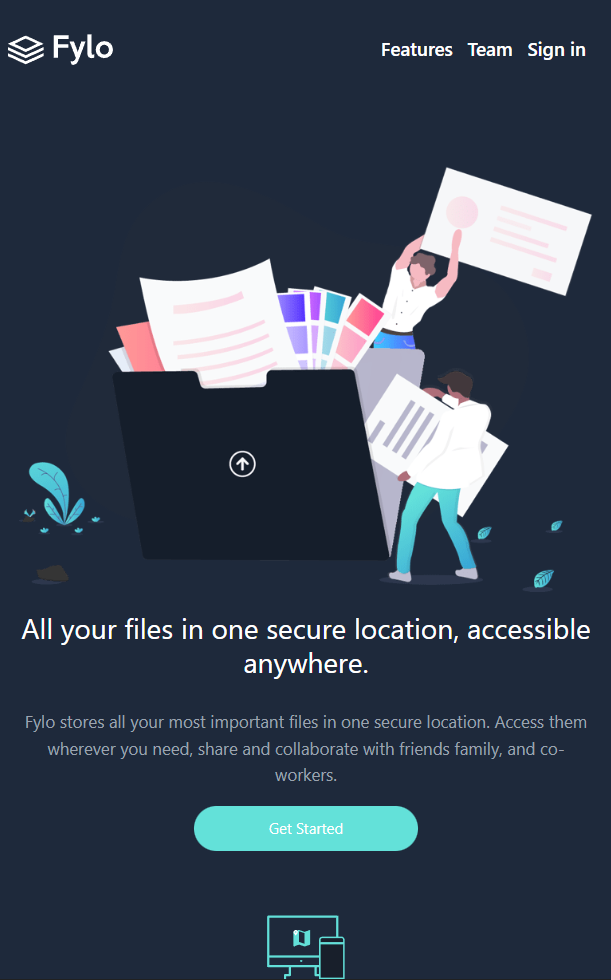 Fylo
Features Team Sign in
All your files in one secure location, accessible
anywhere.
Fylo stores all your most important files in one secure location. Access them
wherever you need, share and collaborate with friends family, and co-
workers.
Get Started